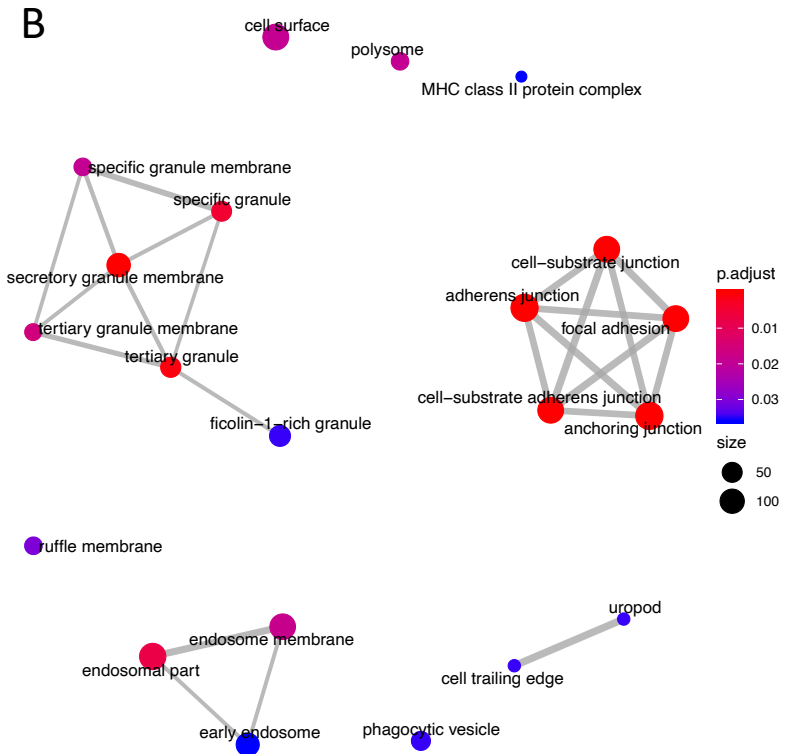 B
cell surface
polysome
MHC class II protein complex
specific granule membrane
specific granule
secretory granule membrane
tertiary granule membrane
tertiary granule
ficolin−1−rich granule
cell−substrate junction
adherens junction
focal adhesion
cell−substrate adherens junction
anchoring junction
p.adjust
0.01
0.02
0.03
size
50
100
ruffle membrane
endosome membrane
endosomal part
early endosome
uropod
cell trailing edge
phagocytic vesicle